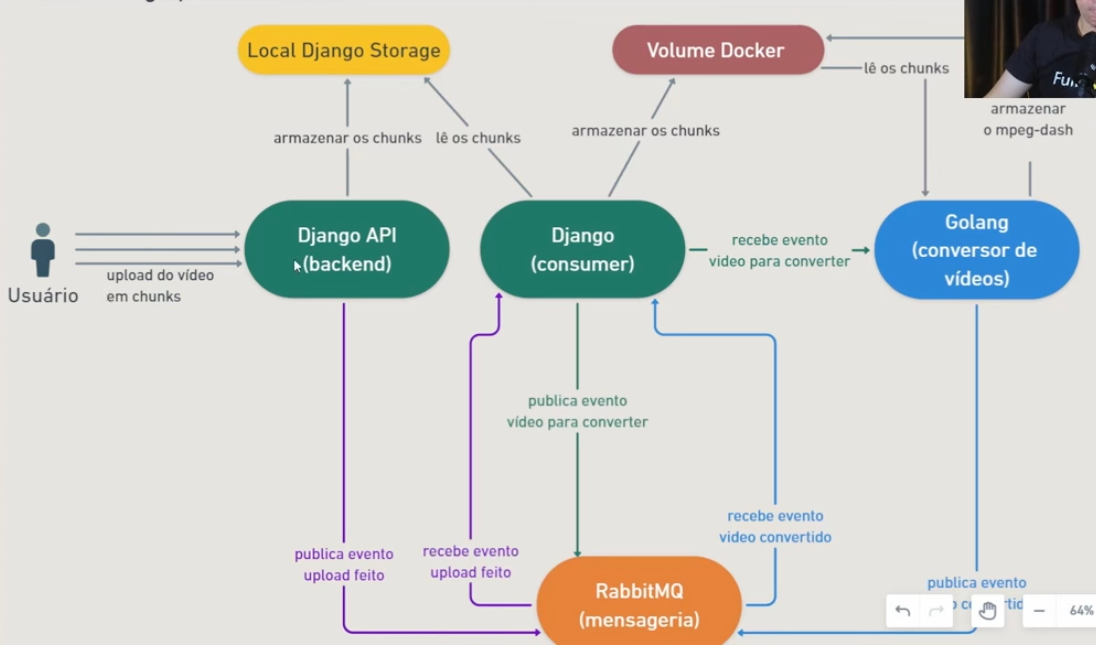 Local Django Storage
Volume Docker
lê os chunks
armazenar
o mpeg-dash
armazenar os chunks
lê os chunks
armazenar os chunks
Django API
(backend)
Django
(consumer)
Golang
(conversor de
vídeos)
recebe evento
video para converter
upload do vídeo
em chunks
Usuário
publica evento
vídeo para converter
recebe evento
video convertido
publica evento
upload feito
recebe evento
upload feito
publica evento
RabbitMQ
(mensageria)
64%